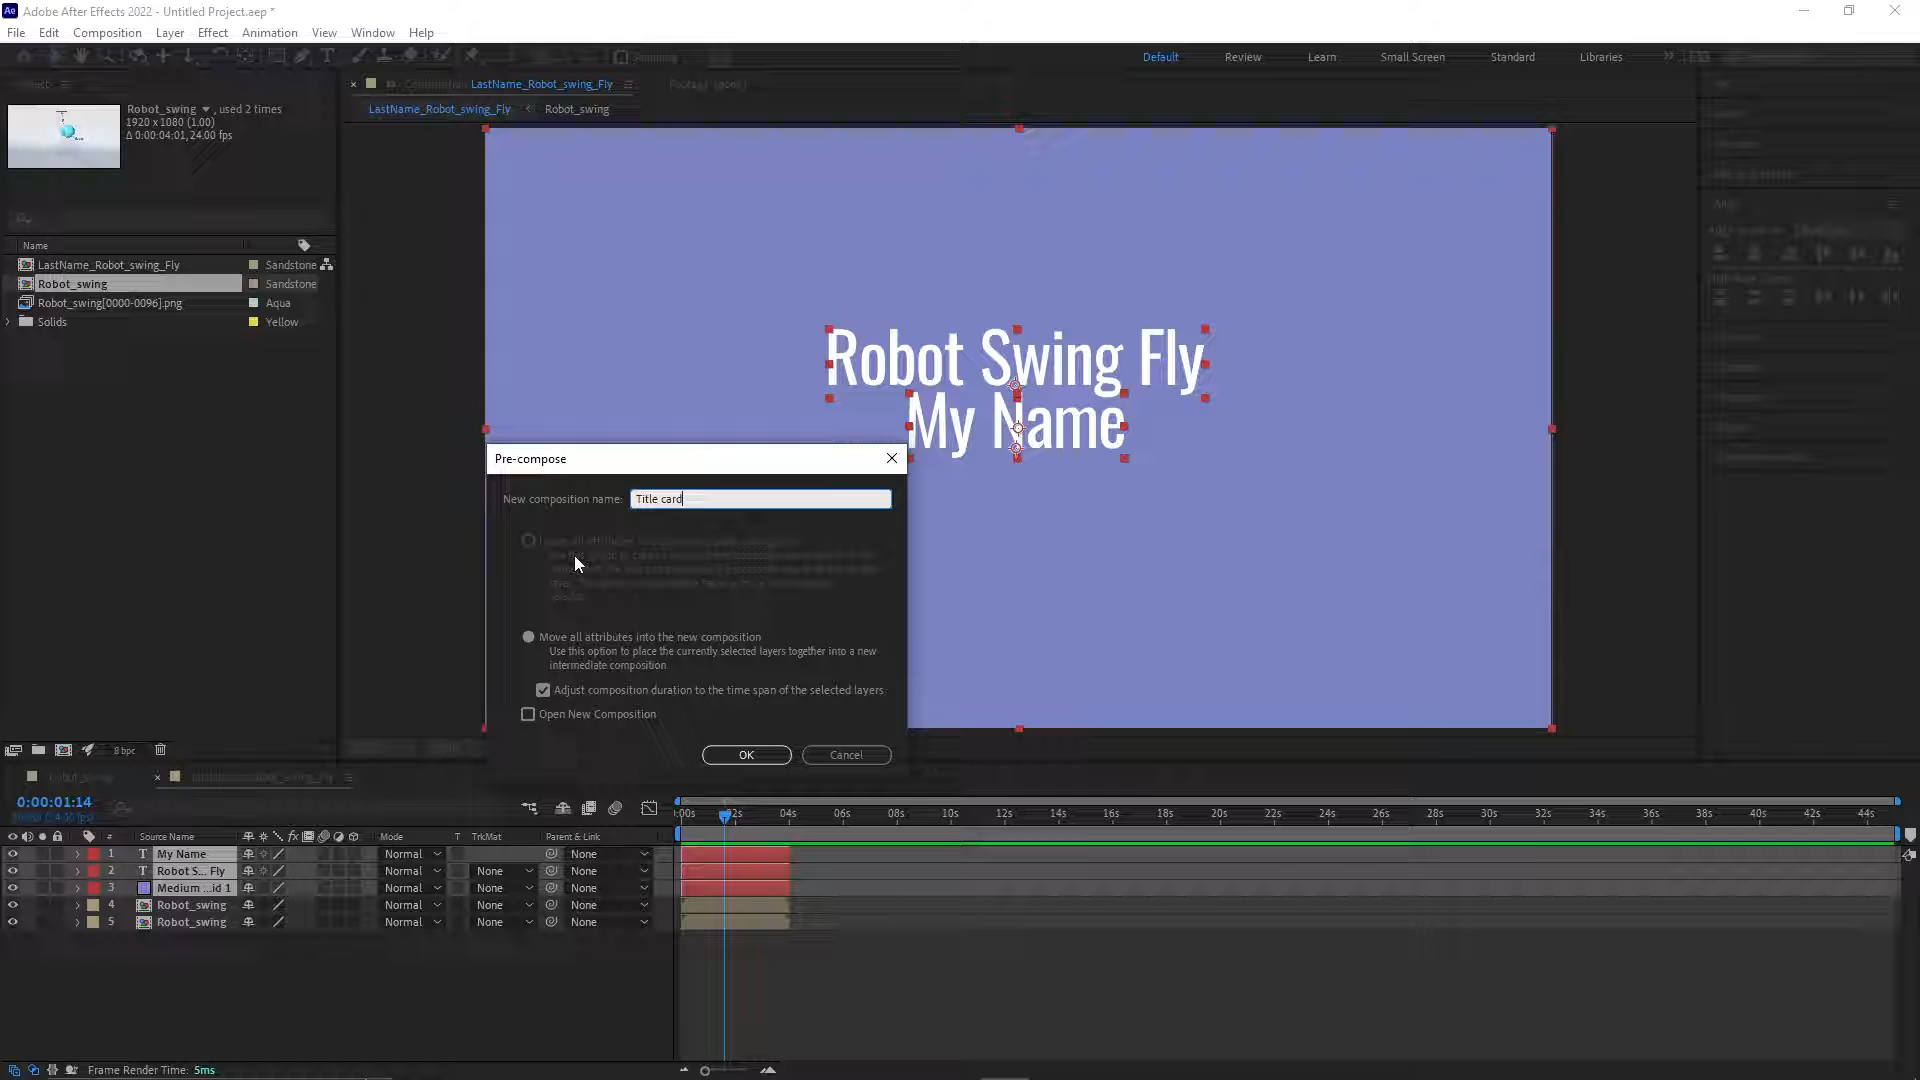 Adobe After Effects 2022 - Untitled Project.aep *
File Edit Composition Layer Effect Animation View Window Help
Default Review Learn Small Screen Standard Libraries
LastName_Robot_swing_Fly
LastName_Robot_swing_Fly Robot_swing
Robot_swing , used 2 times
1920 x 1080 (1.00)
Δ 0:00:04:01, 24.00 fps
Name
LastName_Robot_swing_Fly Sandstone
Robot_swing Sandstone
Robot_swing[0000-0096].png Aqua
Solids Yellow
Robot Swing Fly
My Name
Pre-compose
New composition name: Title card
Move all attributes into the new composition
Use this option to place the currently selected layers together into a new
intermediate composition.
Adjust composition duration to the time span of the selected layers
Open New Composition
OK Cancel
8 bpc
0:00:01:14
# Source Name Mode T TrkMat Parent & Link
:00s 02s 04s 06s 08s 10s 12s 14s 16s 18s 20s 22s 24s 26s 28s 30s 32s 34s 36s 38s 40s 42s 44s
1 T My Name Normal None
2 T Robot S... Fly Normal None None
3 Medium ...id 1 Normal None None
4 Robot_swing Normal None None
5 Robot_swing Normal None None
Frame Render Time: 5ms